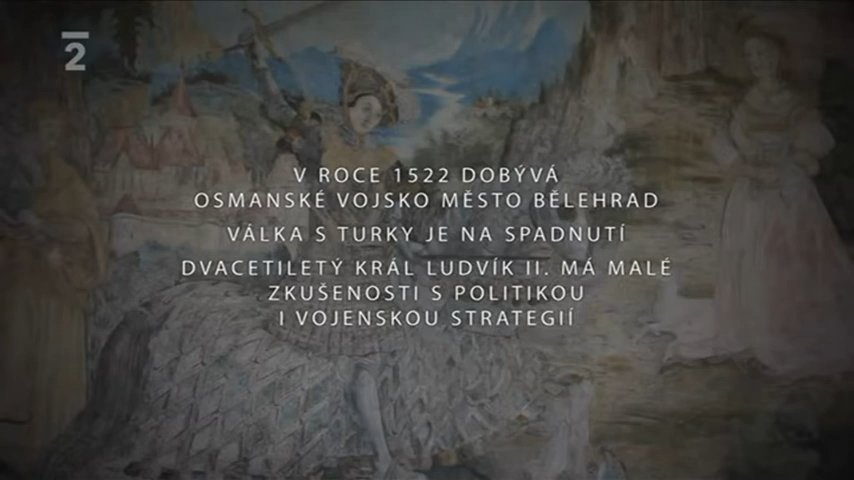 2
V ROCE 1522 DOBÝVÁ
OSMANSKÉ VOJSKO MĚSTO BĚLEHRAD
VÁLKA S TURKY JE NA SPADNUTÍ
DVACETILETÝ KRÁL LUDVÍK II. MÁ MALÉ
ZKUŠENOSTI S POLITIKOU
I VOJENSKOU STRATEGIÍ